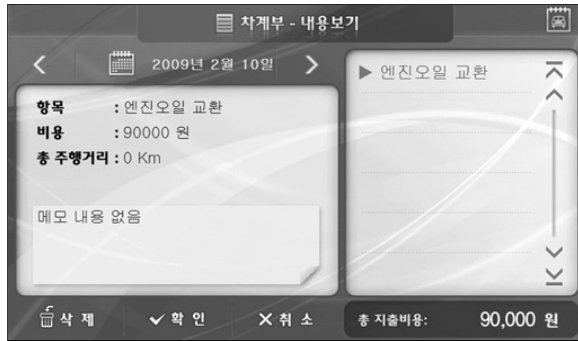 차계부 - 내용보기
2009년 2월 10일
항목 : 엔진오일 교환
비용 : 90000 원
총 주행거리 : 0 Km
메모 내용 없음
▶ 엔진오일 교환
삭 제
확 인
취 소
총 지출비용: 90,000 원